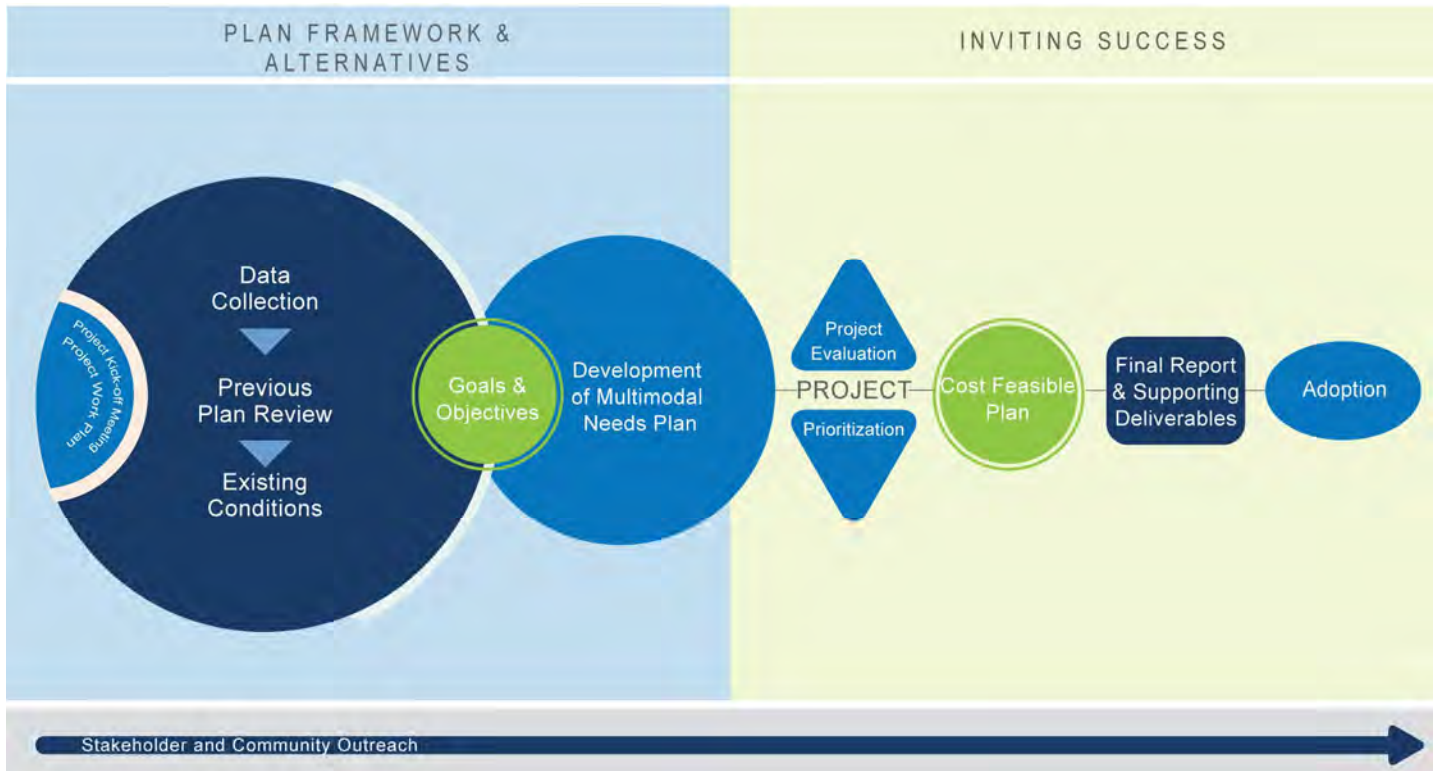 PLAN FRAMEWORK &
ALTERNATIVES
INVITING SUCCESS
Project Kick-off Meeting
Project Work Plan
Data
Collection
Previous
Plan Review
Existing
Conditions
Goals &
Objectives
Development
of Multimodal
Needs Plan
Project
Evaluation
PROJECT
Prioritization
Cost Feasible
Plan
Final Report
& Supporting
Deliverables
Adoption
Stakeholder and Community Outreach